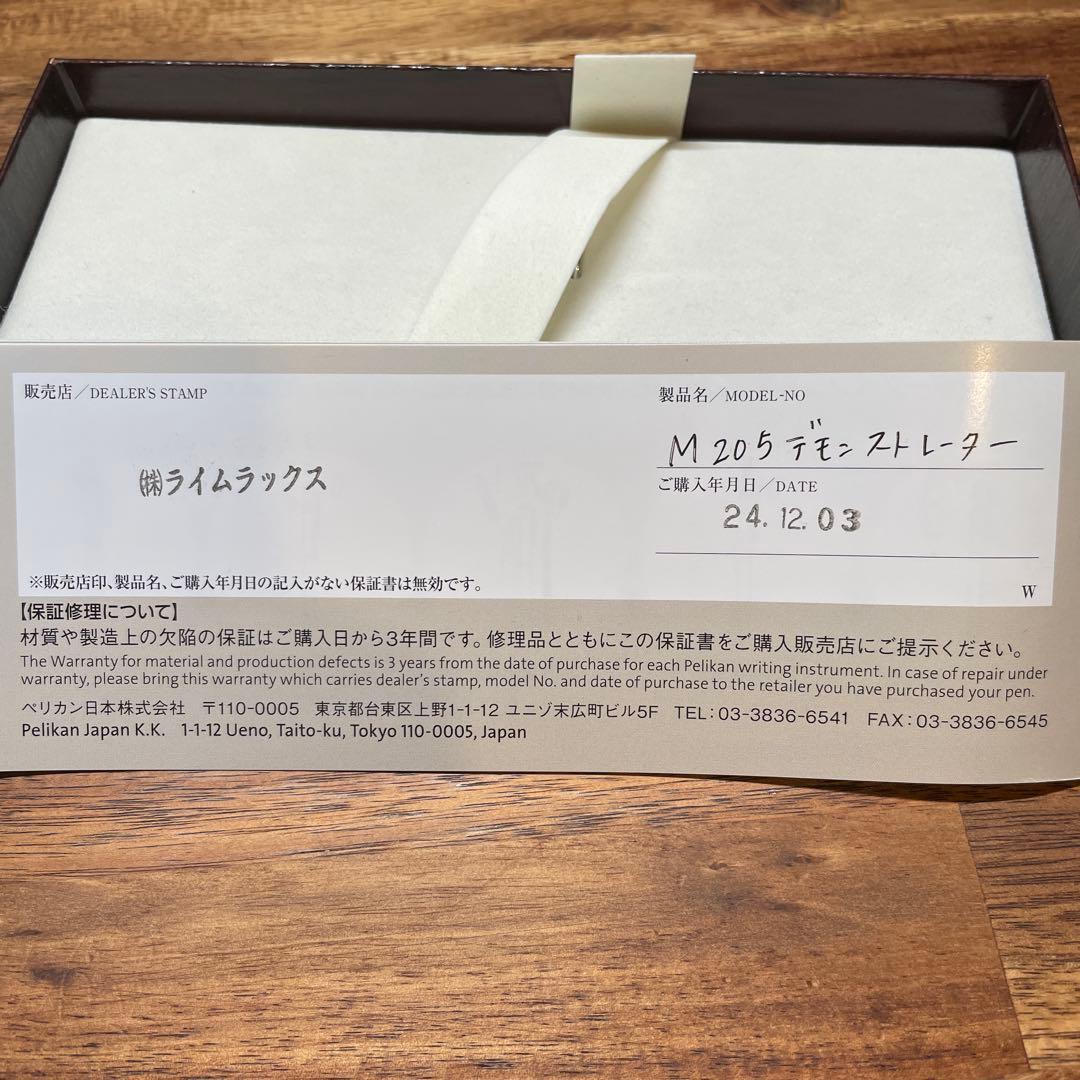 販売店/DEALER'S STAMP
㈱ライムラックス
製品名/MODEL-NO
M205デモンストレーター
ご購入年月日/DATE
24.12.03
※販売店印、製品名、ご購入年月日の記入がない保証書は無効です。
W
【保証修理について】
材質や製造上の欠陥の保証はご購入日から3年間です。修理品とともにこの保証書をご購入販売店にご提示ください。
The Warranty for material and production defects is 3 years from the date of purchase for each Pelikan writing instrument. In case of repair under
warranty, please bring this warranty which carries dealer's stamp, model No. and date of purchase to the retailer you have purchased your pen.
ペリカン日本株式会社 〒110-0005 東京都台東区上野1-1-12 ユニゾ末広町ビル5F TEL：03-3836-6541 FAX：03-3836-6545
Pelikan Japan K.K. 1-1-12 Ueno, Taito-ku, Tokyo 110-0005, Japan